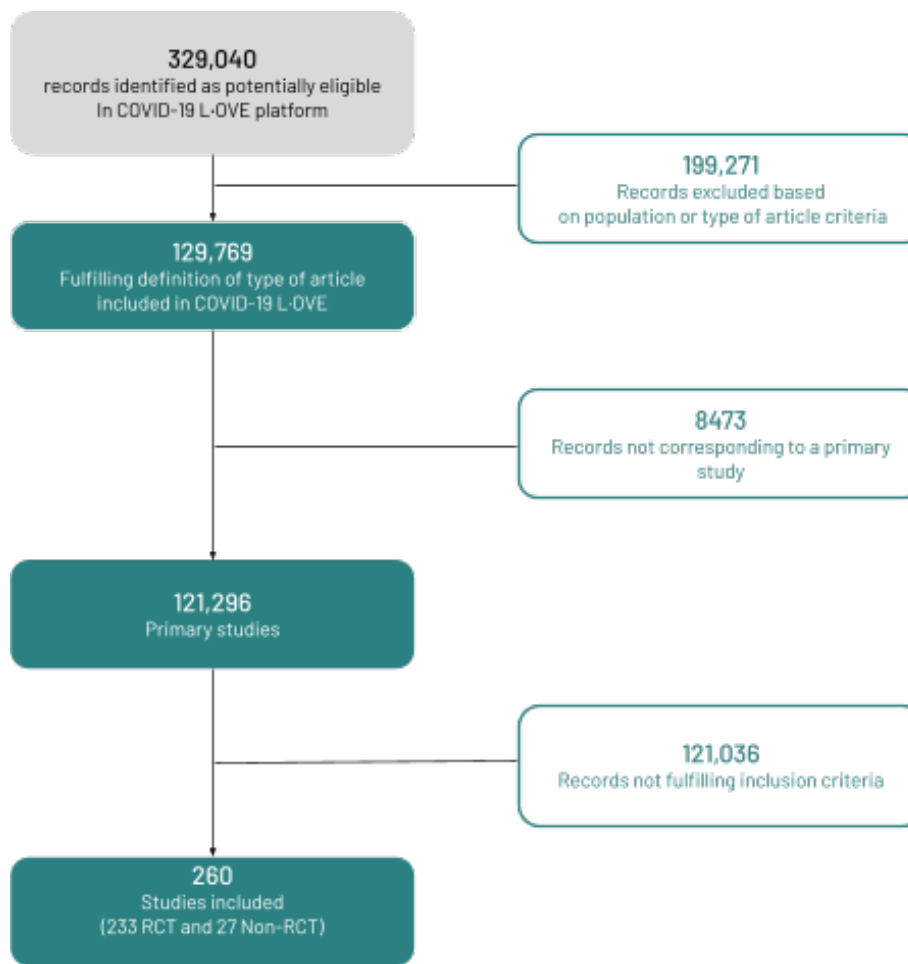 329,040
records identified as potentially eligible
In COVID-19 L·OVE platform
199,271
Records excluded based
on population or type of article criteria
129,769
Fulfilling definition of type of article
included in COVID-19 L·OVE
8473
Records not corresponding to a primary
study
121,296
Primary studies
121,036
Records not fulfilling inclusion criteria
260
Studies included
(233 RCT and 27 Non-RCT)